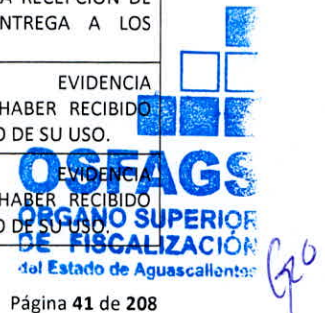 A RECEPCIÓN DE
NTREGA A LOS
EVIDENCIA
HABER RECIBIDO
O DE SU USO.
EVIDENCIA
HABER RECIBIDO
O DE SU USO.
OSFAGS
ÓRGANO SUPERIOR
DE FISCALIZACIÓN
del Estado de Aguascalientes
Página 41 de 208